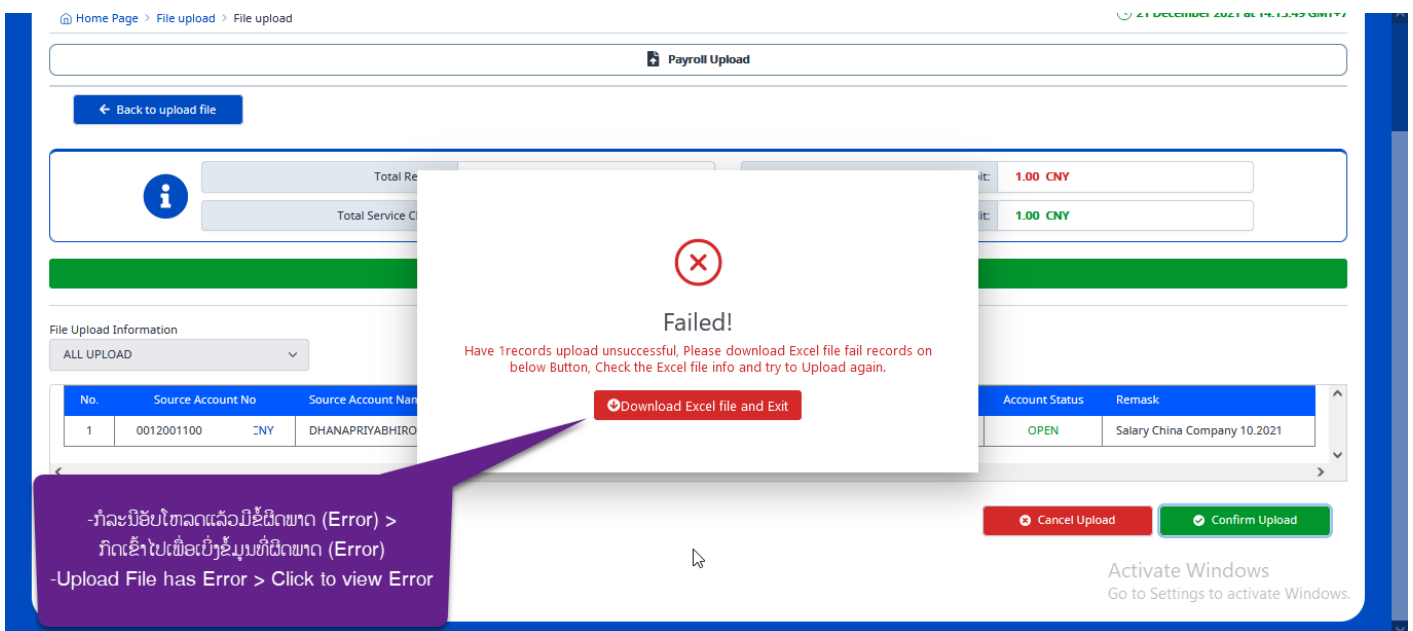 Home Page > File upload > File upload
21 December 2021 at 14:15:49 GMT+7
Payroll Upload
Back to upload file
Total Re
it: 1.00 CNY
Total Service C
lit: 1.00 CNY
Failed!
Have 1records upload unsuccessful, Please download Excel file fail records on
below Button, Check the Excel file info and try to Upload again.
Download Excel file and Exit
File Upload Information
ALL UPLOAD
No. Source Account No Source Account Nam Account Status Remask
1 0012001100 CNY DHANAPRIYABHIRO OPEN Salary China Company 10.2021
-ກໍລະນີອັບໂຫລດແລ້ວມີຂໍ້ຜິດພາດ (Error) >
ກົດເຂົ້າໄປເພື່ອເບິ່ງຂໍ້ມູນທີ່ຜິດພາດ (Error)
-Upload File has Error > Click to view Error
Cancel Upload Confirm Upload
Activate Windows
Go to Settings to activate Windows.